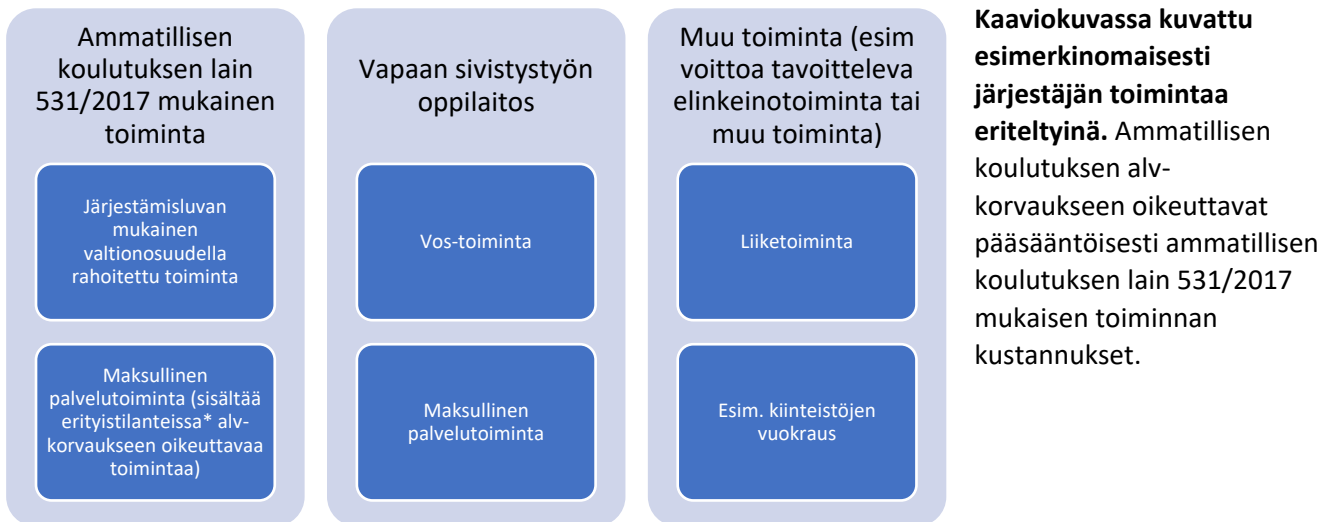 Ammatillisen
koulutuksen lain
531/2017 mukainen
toiminta
Järjestämisluvan
mukainen
valtionosuudella
rahoitettu toiminta
Maksullinen
palvelutoiminta (sisältää
erityistilanteissa* alv-
korvaukseen oikeuttavaa
toimintaa)
Vapaan sivistystyön
oppilaitos
Vos-toiminta
Maksullinen
palvelutoiminta
Muu toiminta (esim
voittoa tavoitteleva
elinkeinotoiminta tai
muu toiminta)
Liiketoiminta
Esim. kiinteistöjen
vuokraus
Kaaviokuvassa kuvattu
esimerkinomaisesti
järjestäjän toimintaa
eriteltyinä. Ammatillisen
koulutuksen alv-
korvaukseen oikeuttavat
pääsääntöisesti ammatillisen
koulutuksen lain 531/2017
mukaisen toiminnan
kustannukset.